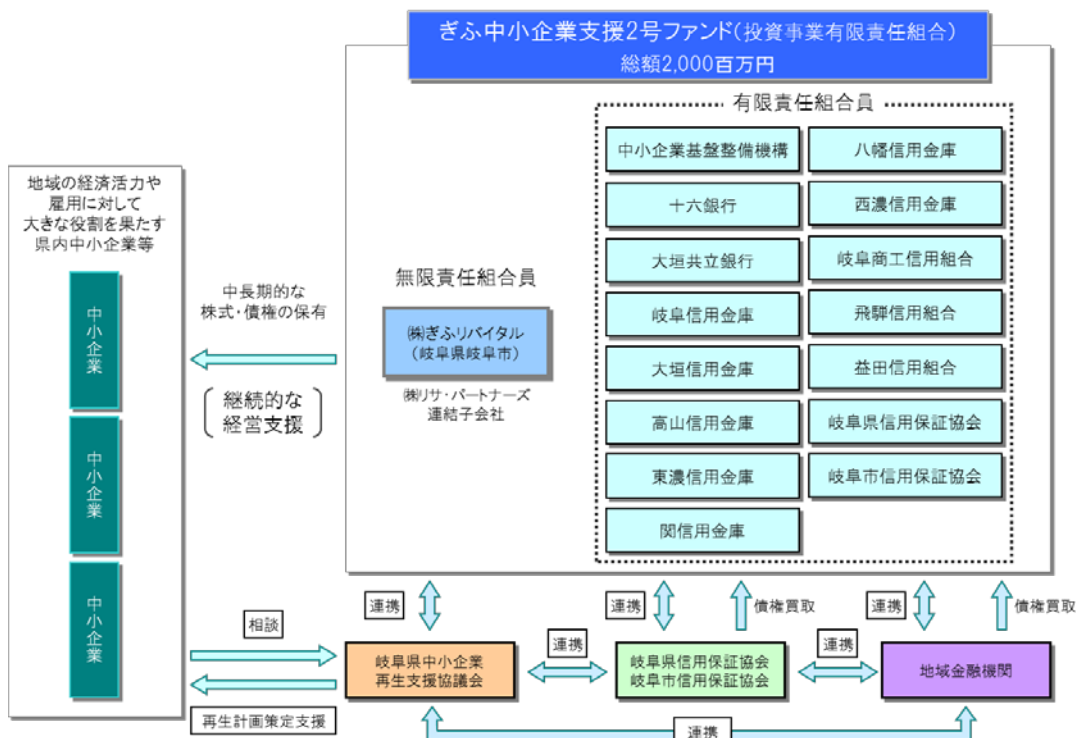 ぎふ中小企業支援2号ファンド(投資事業有限責任組合)
総額2,000百万円
有限責任組合員
中小企業基盤整備機構
八幡信用金庫
十六銀行
西濃信用金庫
大垣共立銀行
岐阜商工信用組合
岐阜信用金庫
飛騨信用組合
大垣信用金庫
益田信用組合
高山信用金庫
岐阜県信用保証協会
東濃信用金庫
岐阜市信用保証協会
関信用金庫
無限責任組合員
㈱ぎふリバイタル
(岐阜県岐阜市)
㈱リサ・パートナーズ
連結子会社
中長期的な
株式・債権の保有
継続的な
経営支援
地域の経済活力や
雇用に対して
大きな役割を果たす
県内中小企業等
中小企業
中小企業
中小企業
連携
連携
債権買取
連携
債権買取
相談
岐阜県中小企業
再生支援協議会
連携
岐阜県信用保証協会
岐阜市信用保証協会
連携
地域金融機関
再生計画策定支援
連携